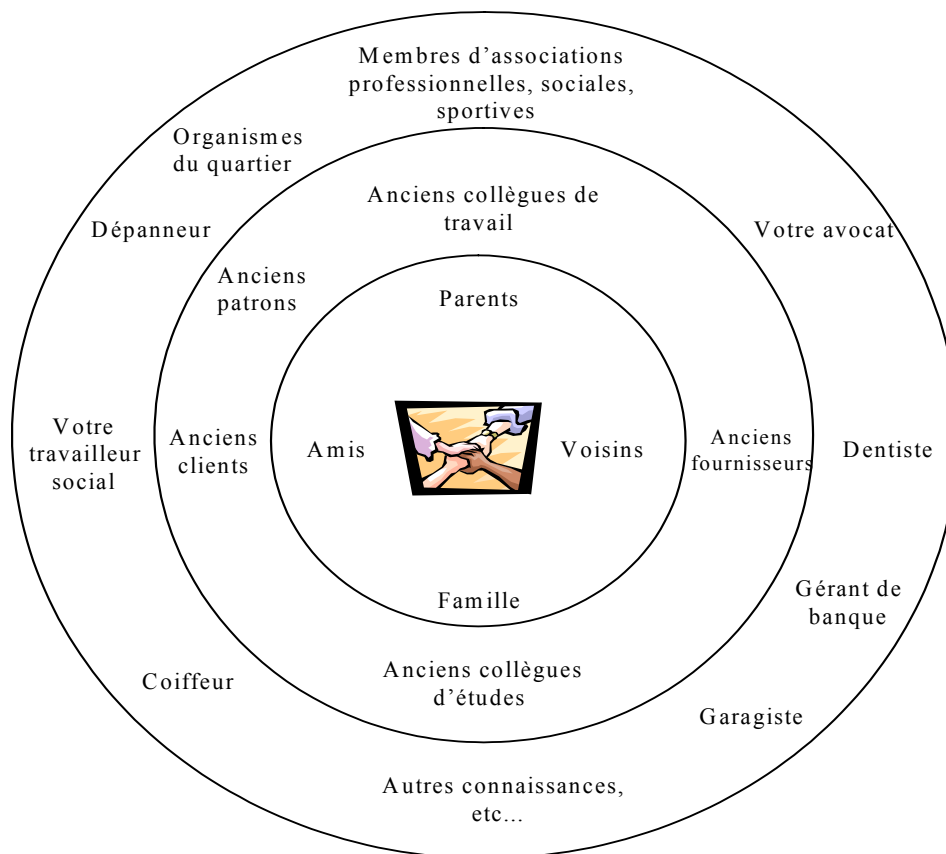 Membres d'associations
professionnelles, sociales,
sportives
Organismes
du quartier
Anciens collègues de
travail
Dépanneur
Votre avocat
Anciens
patrons
Parents
Votre
travailleur
social
Anciens
clients
Amis
Voisins
Anciens
fournisseurs
Dentiste
Gérant de
banque
Famille
Anciens collègues
d'études
Coiffeur
Garagiste
Autres connaissances,
etc...